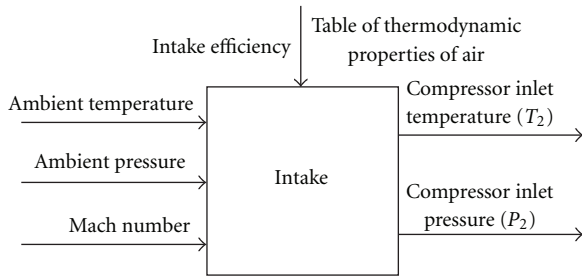 Intake efficiency
Table of thermodynamic
properties of air
Ambient temperature
Ambient pressure
Mach number
Intake
Compressor inlet
temperature (T2)
Compressor inlet
pressure (P2)